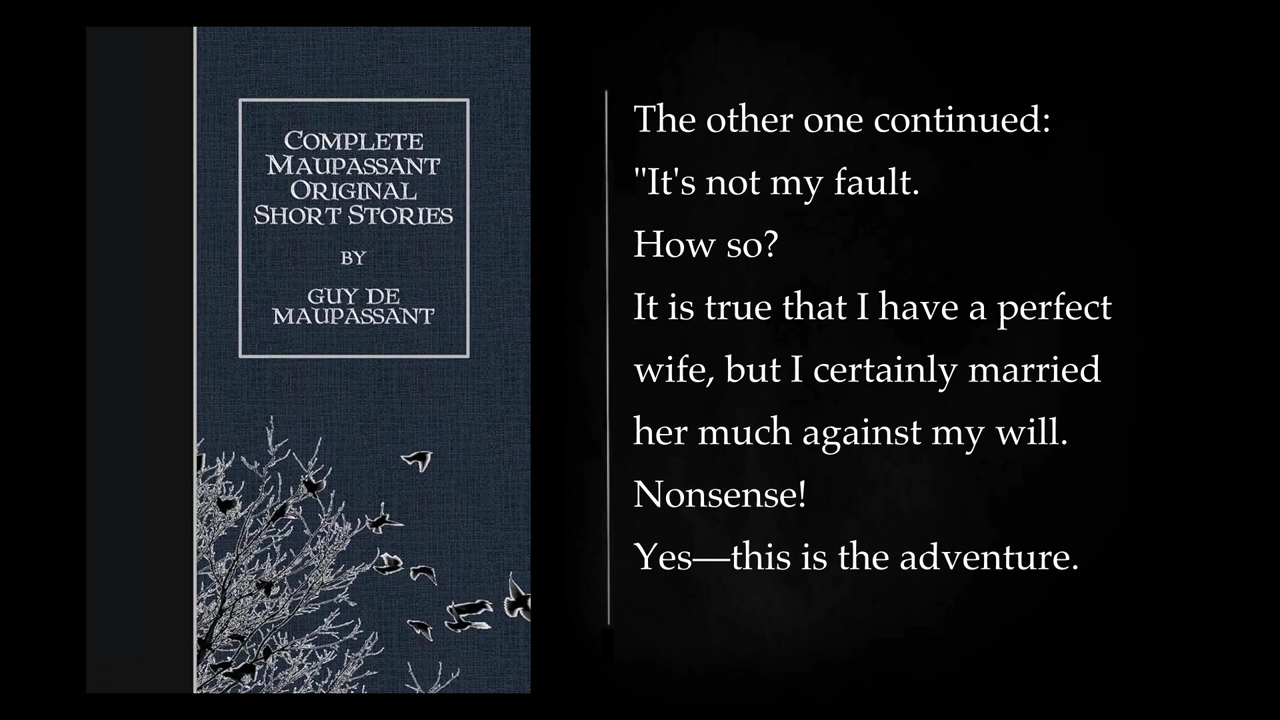 COMPLETE
MAUPASSANT
ORIGINAL
SHORT STORIES
BY
GUY DE
MAUPASSANT
The other one continued:
"It's not my fault.
How so?
It is true that I have a perfect
wife, but I certainly married
her much against my will.
Nonsense!
Yes—this is the adventure.